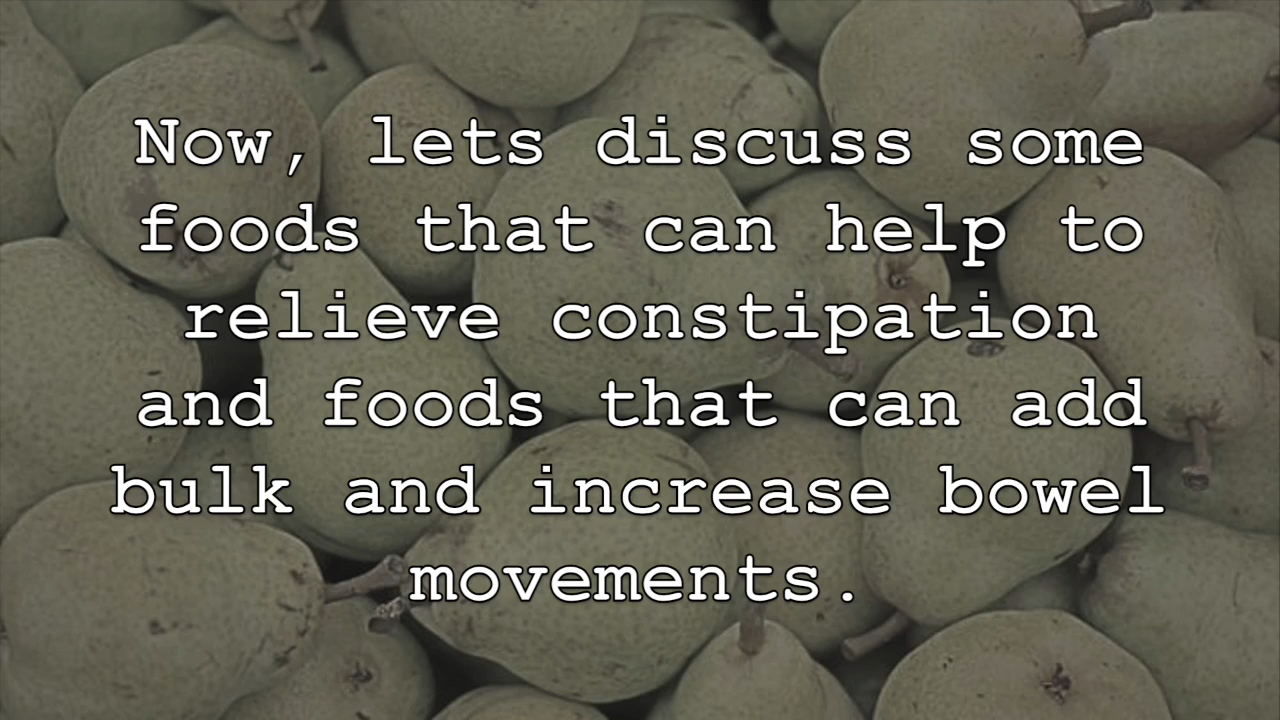 Now, lets discuss some
foods that can help to
relieve constipation
and foods that can add
bulk and increase bowel
movements.